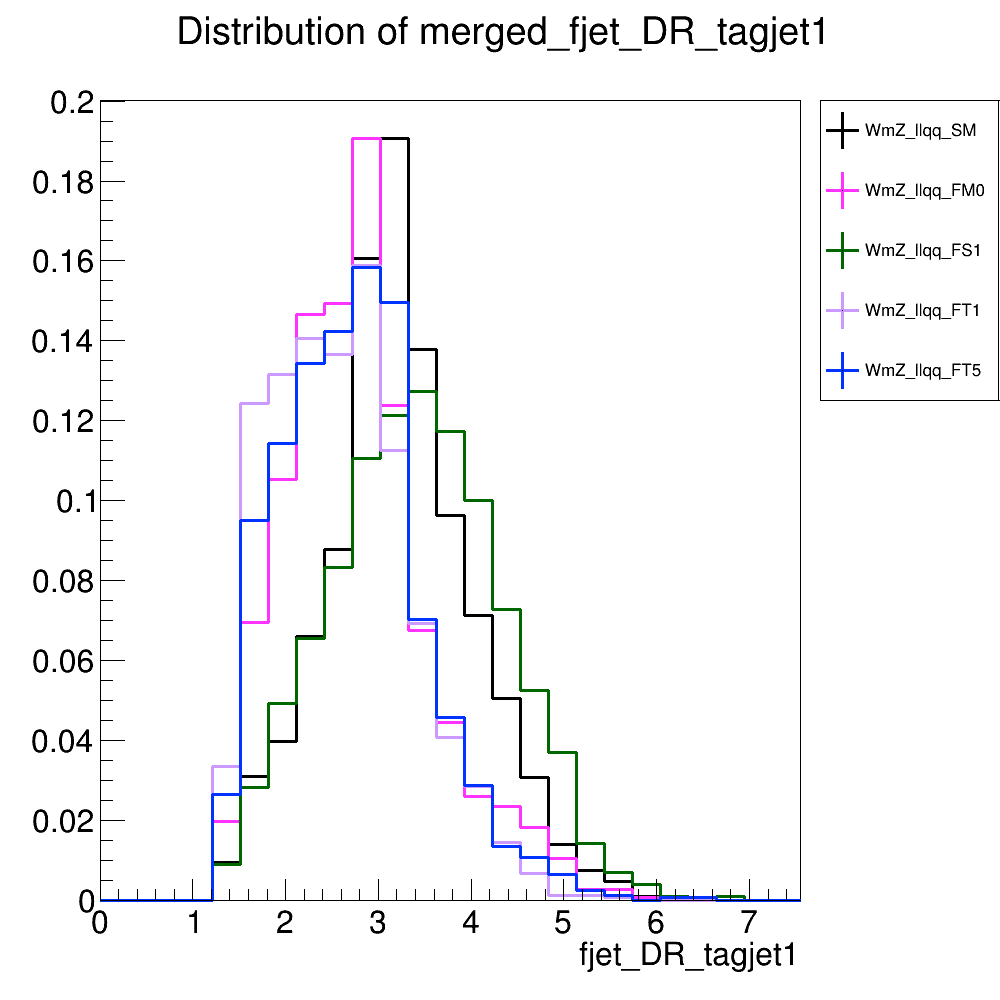 Distribution of merged_fjet_DR_tagjet1
0.2
0.18
0.16
0.14
0.12
0.1
0.08
0.06
0.04
0.02
0
0 1 2 3 4 5 6 7
fjet_DR_tagjet1
WmZ_llqq_SM
WmZ_llqq_FM0
WmZ_llqq_FS1
WmZ_llqq_FT1
WmZ_llqq_FT5